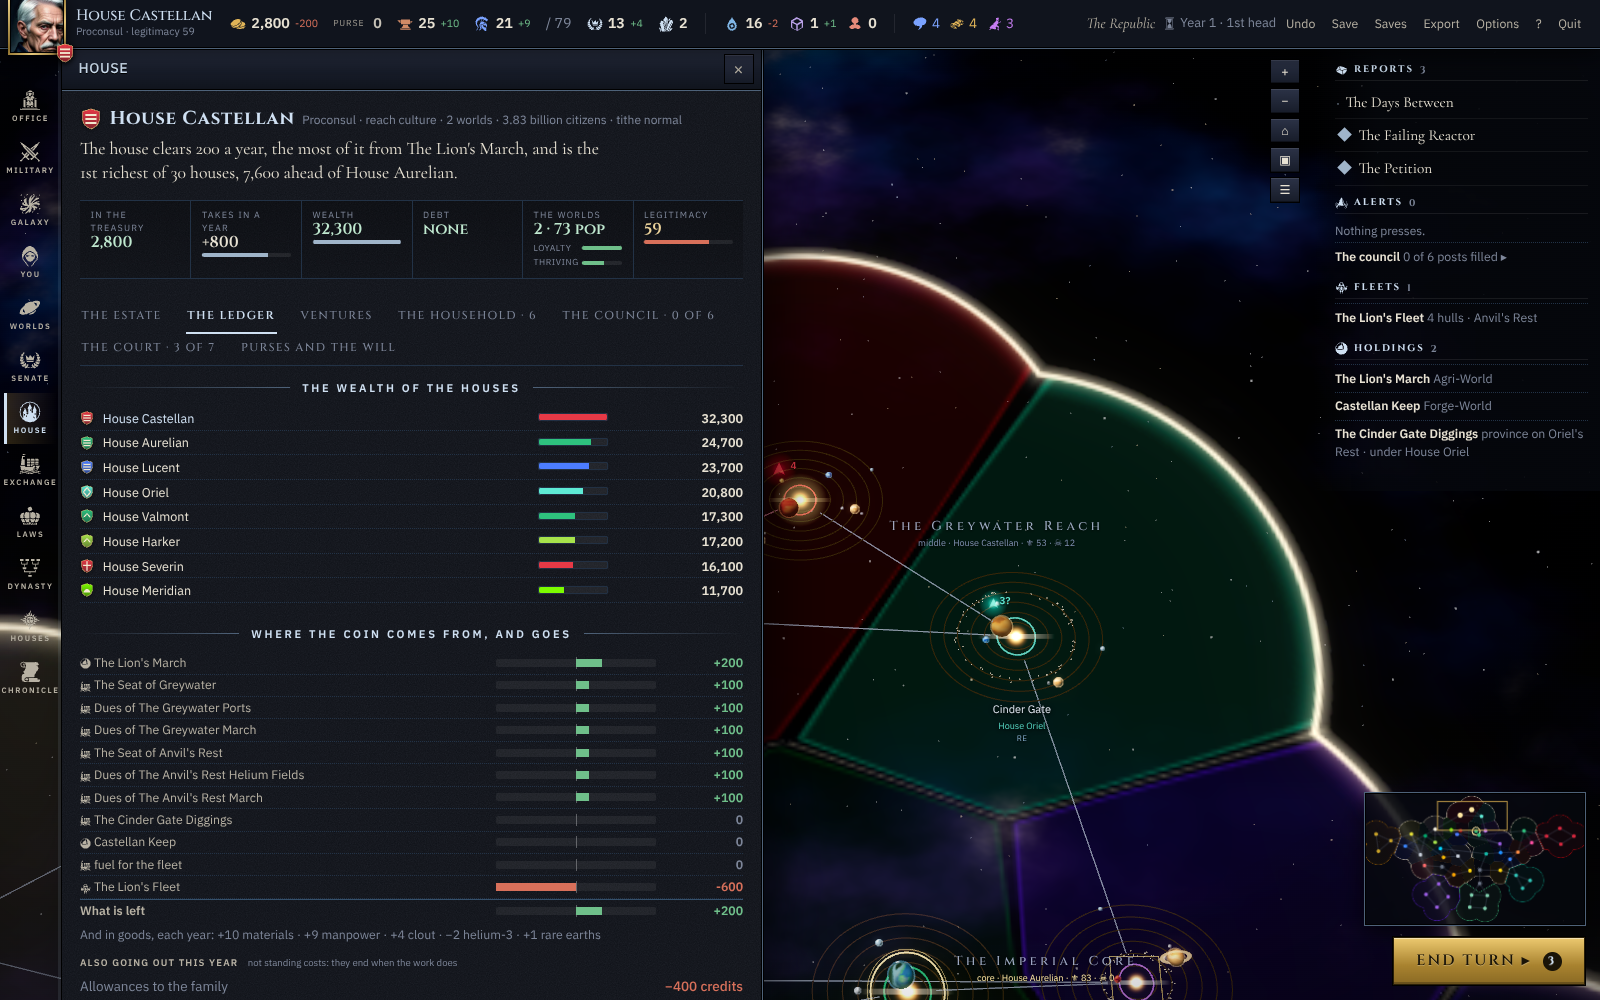 House Castellan
Proconsul · legitimacy 59
2,800 -200 PURSE 0 25 +10 21 +9 / 79 13 +4 2 16 -2 1 +1 0 4 4 3
The Republic Year 1 · 1st head Undo Save Saves Export Options ? Quit
OFFICE
MILITARY
GALAXY
YOU
WORLDS
SENATE
HOUSE
EXCHANGE
LAWS
DYNASTY
HOUSES
CHRONICLE
HOUSE
×
House Castellan Proconsul · reach culture · 2 worlds · 3.83 billion citizens · tithe normal
The house clears 200 a year, the most of it from The Lion's March, and is the
1st richest of 30 houses, 7,600 ahead of House Aurelian.
IN THE TREASURY
2,800
TAKES IN A YEAR
+800
WEALTH
32,300
DEBT
NONE
THE WORLDS
2 · 73 POP
LOYALTY
THRIVING
LEGITIMACY
59
THE ESTATE THE LEDGER VENTURES THE HOUSEHOLD · 6 THE COUNCIL · 0 OF 6
THE COURT · 3 OF 7 PURSES AND THE WILL
THE WEALTH OF THE HOUSES
House Castellan 32,300
House Aurelian 24,700
House Lucent 23,700
House Oriel 20,800
House Valmont 17,300
House Harker 17,200
House Severin 16,100
House Meridian 11,700
WHERE THE COIN COMES FROM, AND GOES
The Lion's March +200
The Seat of Greywater +100
Dues of The Greywater Ports +100
Dues of The Greywater March +100
The Seat of Anvil's Rest +100
Dues of The Anvil's Rest Helium Fields +100
Dues of The Anvil's Rest March +100
The Cinder Gate Diggings 0
Castellan Keep 0
fuel for the fleet 0
The Lion's Fleet -600
What is left +200
And in goods, each year: +10 materials · +9 manpower · +4 clout · −2 helium-3 · +1 rare earths
ALSO GOING OUT THIS YEAR not standing costs: they end when the work does
Allowances to the family −400 credits
4
The Greywater Reach
middle · House Castellan · 53 · 12
3?
Cinder Gate
House Oriel
RE
The Imperial Core
core · House Aurelian · 83 · 0
+
−
REPORTS 3
The Days Between
The Failing Reactor
The Petition
ALERTS 0
Nothing presses.
The council 0 of 6 posts filled ▸
FLEETS 1
The Lion's Fleet 4 hulls · Anvil's Rest
HOLDINGS 2
The Lion's March Agri-World
Castellan Keep Forge-World
The Cinder Gate Diggings province on Oriel's
Rest · under House Oriel
END TURN ▸ 3